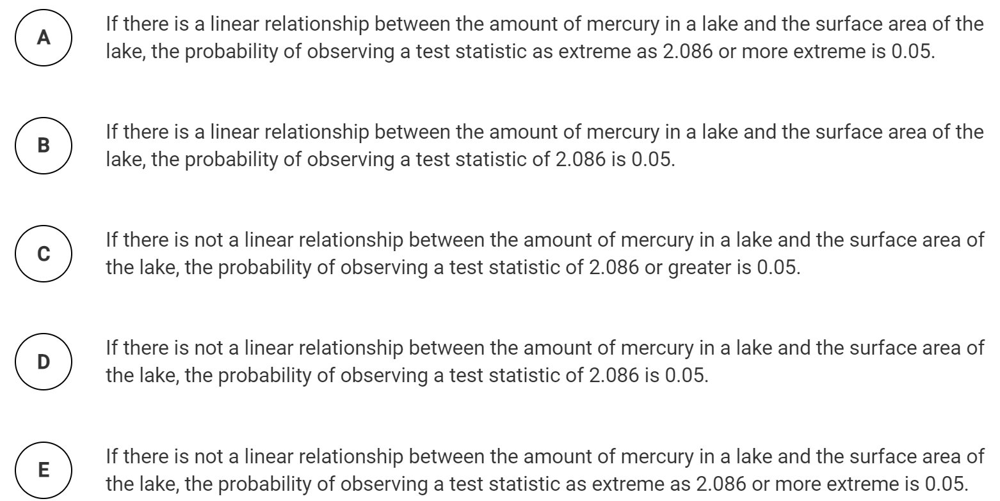 A
If there is a linear relationship between the amount of mercury in a lake and the surface area of the
lake, the probability of observing a test statistic as extreme as 2.086 or more extreme is 0.05.
B
If there is a linear relationship between the amount of mercury in a lake and the surface area of the
lake, the probability of observing a test statistic of 2.086 is 0.05.
C
If there is not a linear relationship between the amount of mercury in a lake and the surface area of
the lake, the probability of observing a test statistic of 2.086 or greater is 0.05.
D
If there is not a linear relationship between the amount of mercury in a lake and the surface area of
the lake, the probability of observing a test statistic of 2.086 is 0.05.
E
If there is not a linear relationship between the amount of mercury in a lake and the surface area of
the lake, the probability of observing a test statistic as extreme as 2.086 or more extreme is 0.05.